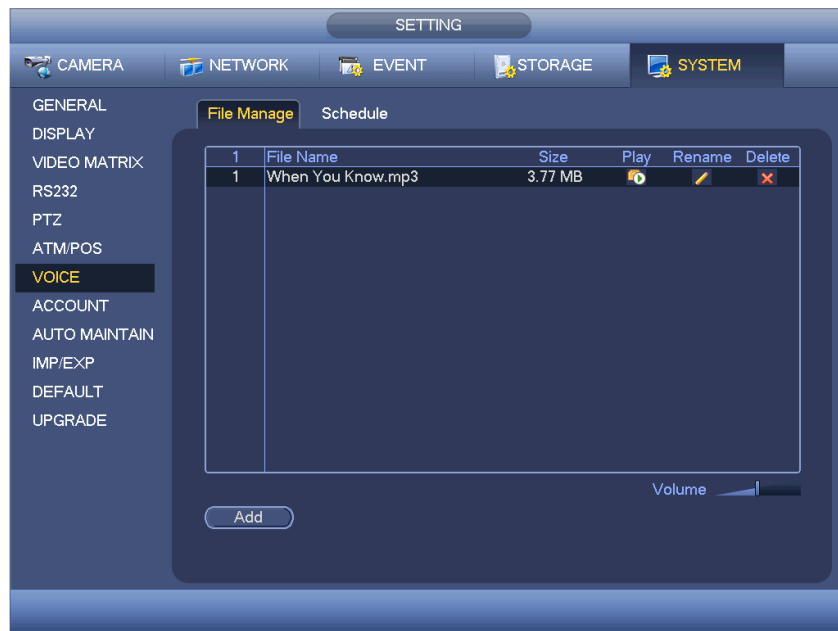 SETTING
CAMERA NETWORK EVENT STORAGE SYSTEM
GENERAL
DISPLAY
VIDEO MATRIX
RS232
PTZ
ATM/POS
VOICE
ACCOUNT
AUTO MAINTAIN
IMP/EXP
DEFAULT
UPGRADE
File Manage Schedule
1 File Name Size Play Rename Delete
1 When You Know.mp3 3.77 MB
Volume
Add